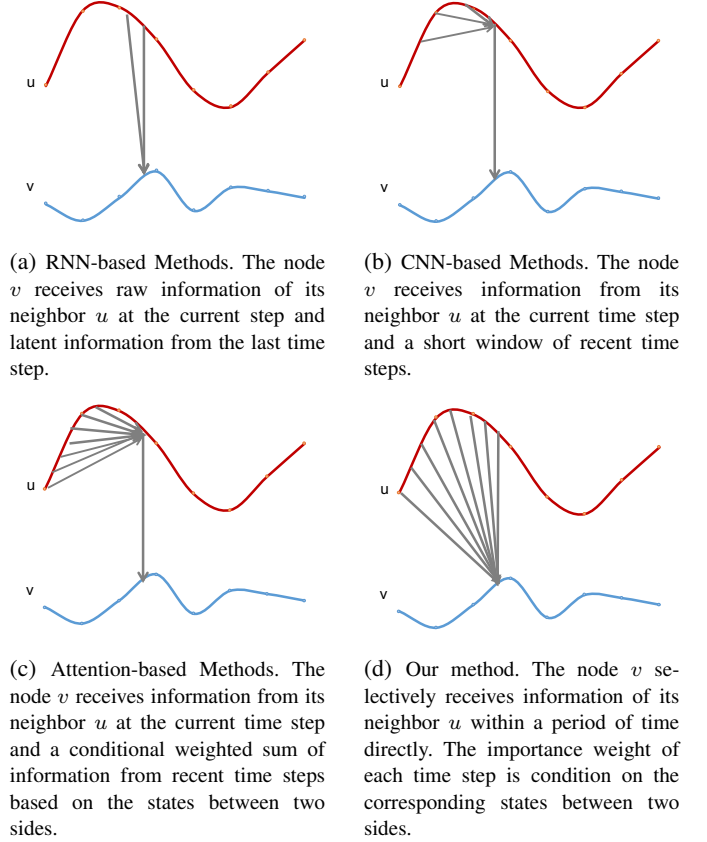 u
v
(a) RNN-based Methods. The node
v receives raw information of its
neighbor u at the current step and
latent information from the last time
step.
u
v
(b) CNN-based Methods. The node
v receives information from its
neighbor u at the current time step
and a short window of recent time
steps.
u
v
(c) Attention-based Methods. The
node v receives information from its
neighbor u at the current time step
and a conditional weighted sum of
information from recent time steps
based on the states between two
sides.
u
v
(d) Our method. The node v se-
lectively receives information of its
neighbor u within a period of time
directly. The importance weight of
each time step is condition on the
corresponding states between two
sides.